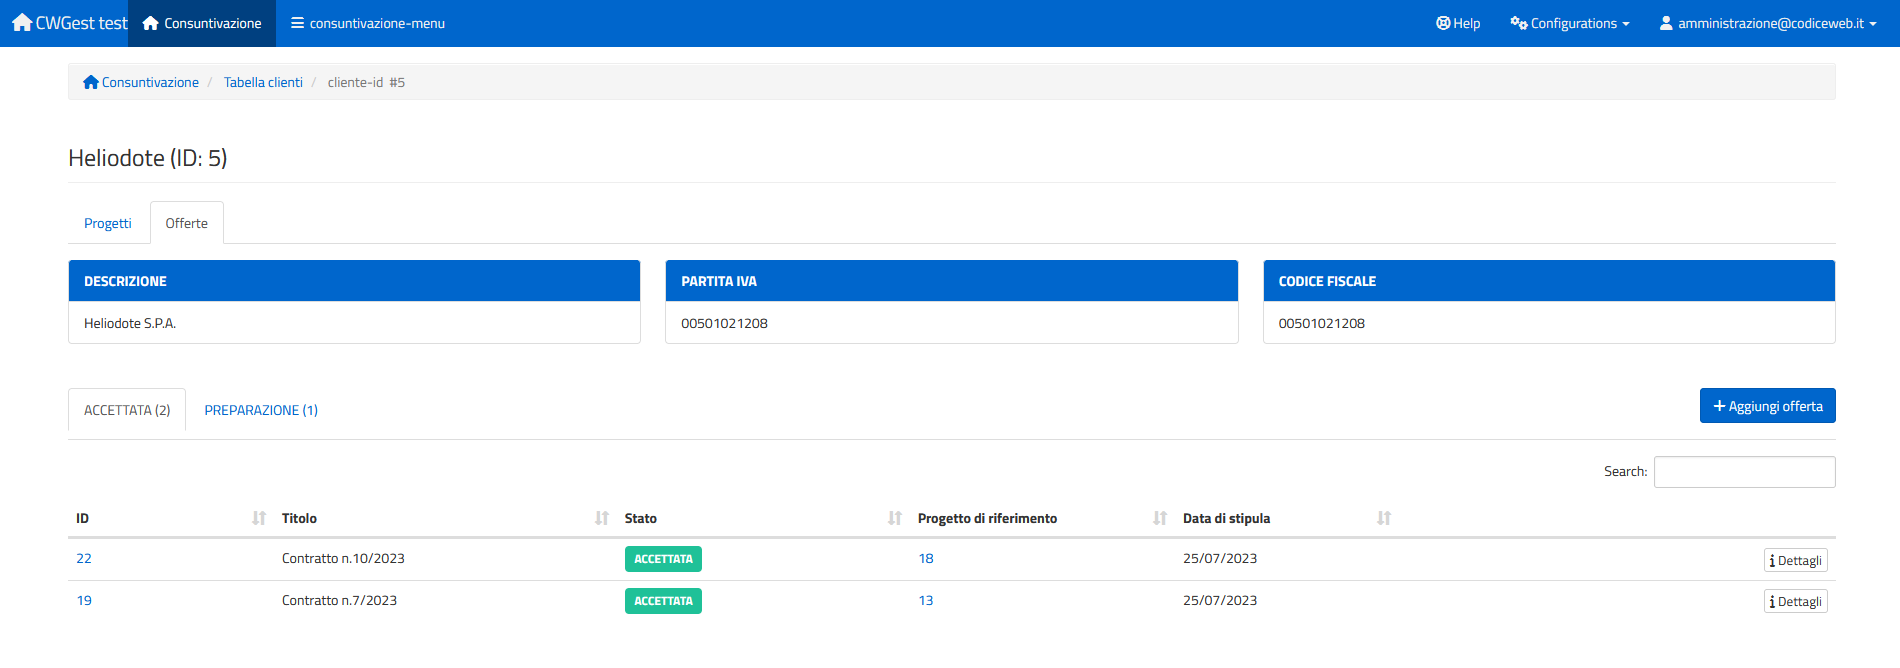 CWGest test Consuntivazione consuntivazione-menu Help Configurations amministrazione@codiceweb.it
Consuntivazione / Tabella clienti / cliente-id #5
Heliodote (ID: 5)
Progetti Offerte
DESCRIZIONE PARTITA IVA CODICE FISCALE
Heliodote S.P.A. 00501021208 00501021208
ACCETTATA (2) PREPARAZIONE (1) + Aggiungi offerta
Search:
ID Titolo Stato Progetto di riferimento Data di stipula
22 Contratto n.10/2023 ACCETTATA 18 25/07/2023 Dettagli
19 Contratto n.7/2023 ACCETTATA 13 25/07/2023 Dettagli